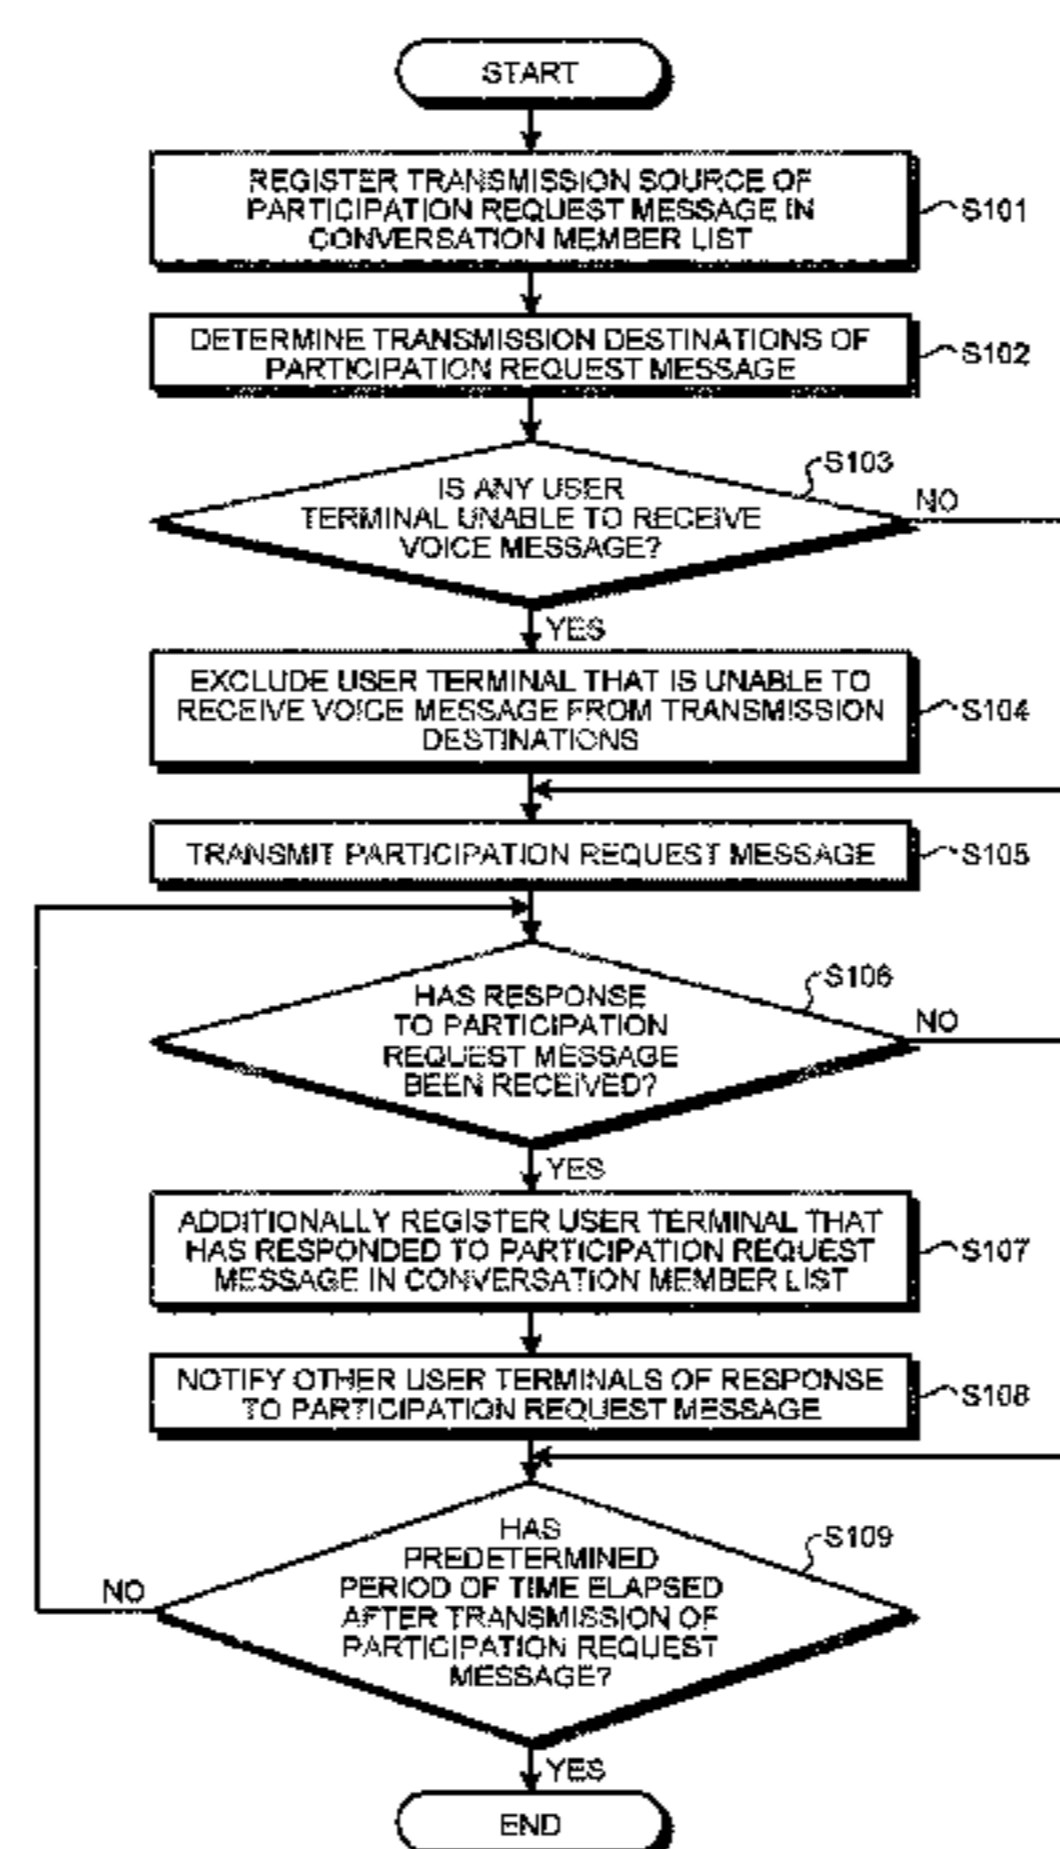 START
REGISTER TRANSMISSION SOURCE OF
PARTICIPATION REQUEST MESSAGE IN
CONVERSATION MEMBER LIST
S101
DETERMINE TRANSMISSION DESTINATIONS OF
PARTICIPATION REQUEST MESSAGE
S102
S103
IS ANY USER
TERMINAL UNABLE TO RECEIVE
VOICE MESSAGE?
NO
YES
EXCLUDE USER TERMINAL THAT IS UNABLE TO
RECEIVE VOICE MESSAGE FROM TRANSMISSION
DESTINATIONS
S104
TRANSMIT PARTICIPATION REQUEST MESSAGE
S105
S106
HAS RESPONSE
TO PARTICIPATION
REQUEST MESSAGE
BEEN RECEIVED?
NO
YES
ADDITIONALLY REGISTER USER TERMINAL THAT
HAS RESPONDED TO PARTICIPATION REQUEST
MESSAGE IN CONVERSATION MEMBER LIST
S107
NOTIFY OTHER USER TERMINALS OF RESPONSE
TO PARTICIPATION REQUEST MESSAGE
S108
S109
HAS
PREDETERMINED
PERIOD OF TIME ELAPSED
AFTER TRANSMISSION OF
PARTICIPATION REQUEST
MESSAGE?
NO
YES
END